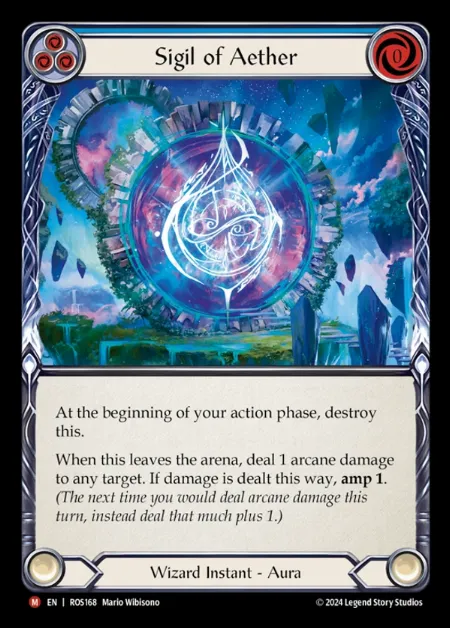 Sigil of Aether
0
At the beginning of your action phase, destroy
this.
When this leaves the arena, deal 1 arcane damage
to any target. If damage is dealt this way, amp 1.
(The next time you would deal arcane damage this
turn, instead deal that much plus 1.)
Wizard Instant - Aura
M EN | ROS168 Mario Wibisono
© 2024 Legend Story Studios